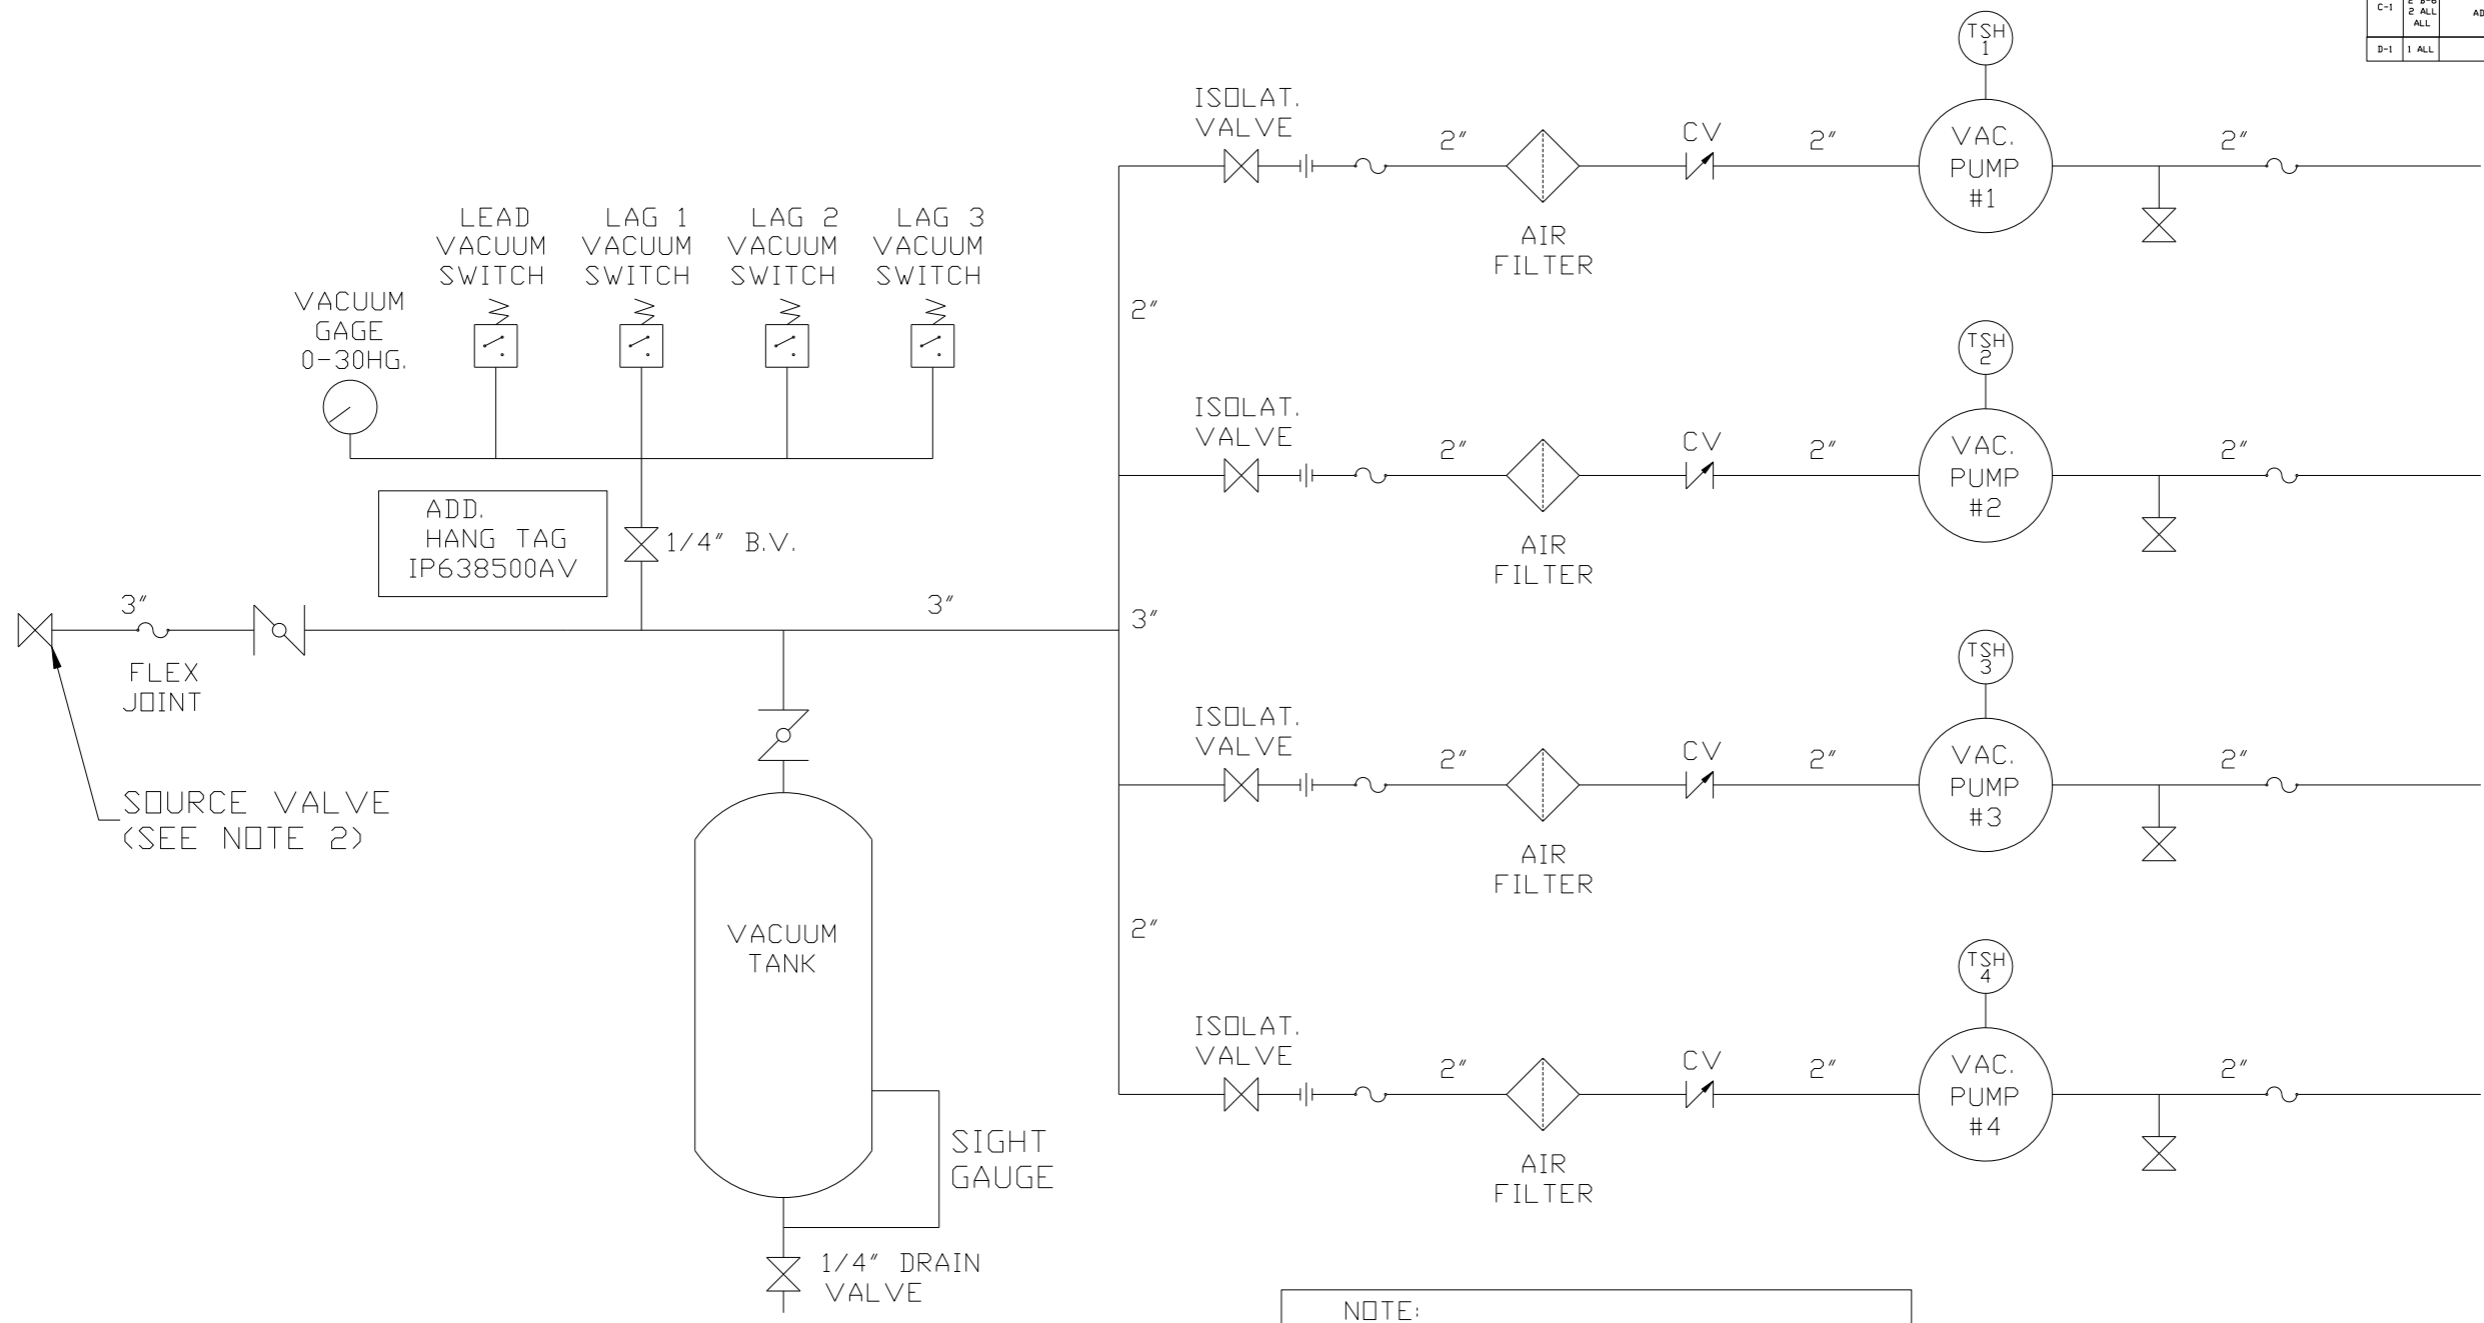 C-1
2 ALL
ALL
AD
D-1
1 ALL
TSH
1
ISOLAT.
VALVE
2"
CV
2"
VAC.
PUMP
#1
2"
AIR
FILTER
LEAD
VACUUM
SWITCH
LAG 1
VACUUM
SWITCH
LAG 2
VACUUM
SWITCH
LAG 3
VACUUM
SWITCH
VACUUM
GAGE
0-30HG.
2"
TSH
2
ISOLAT.
VALVE
2"
CV
2"
VAC.
PUMP
#2
2"
AIR
FILTER
ADD.
HANG TAG
IP638500AV
1/4" B.V.
3"
3"
3"
FLEX
JOINT
SOURCE VALVE
(SEE NOTE 2)
TSH
3
ISOLAT.
VALVE
2"
CV
2"
VAC.
PUMP
#3
2"
AIR
FILTER
VACUUM
TANK
2"
TSH
4
ISOLAT.
VALVE
2"
CV
2"
VAC.
PUMP
#4
2"
AIR
FILTER
SIGHT
GAUGE
1/4" DRAIN
VALVE
NOTE: